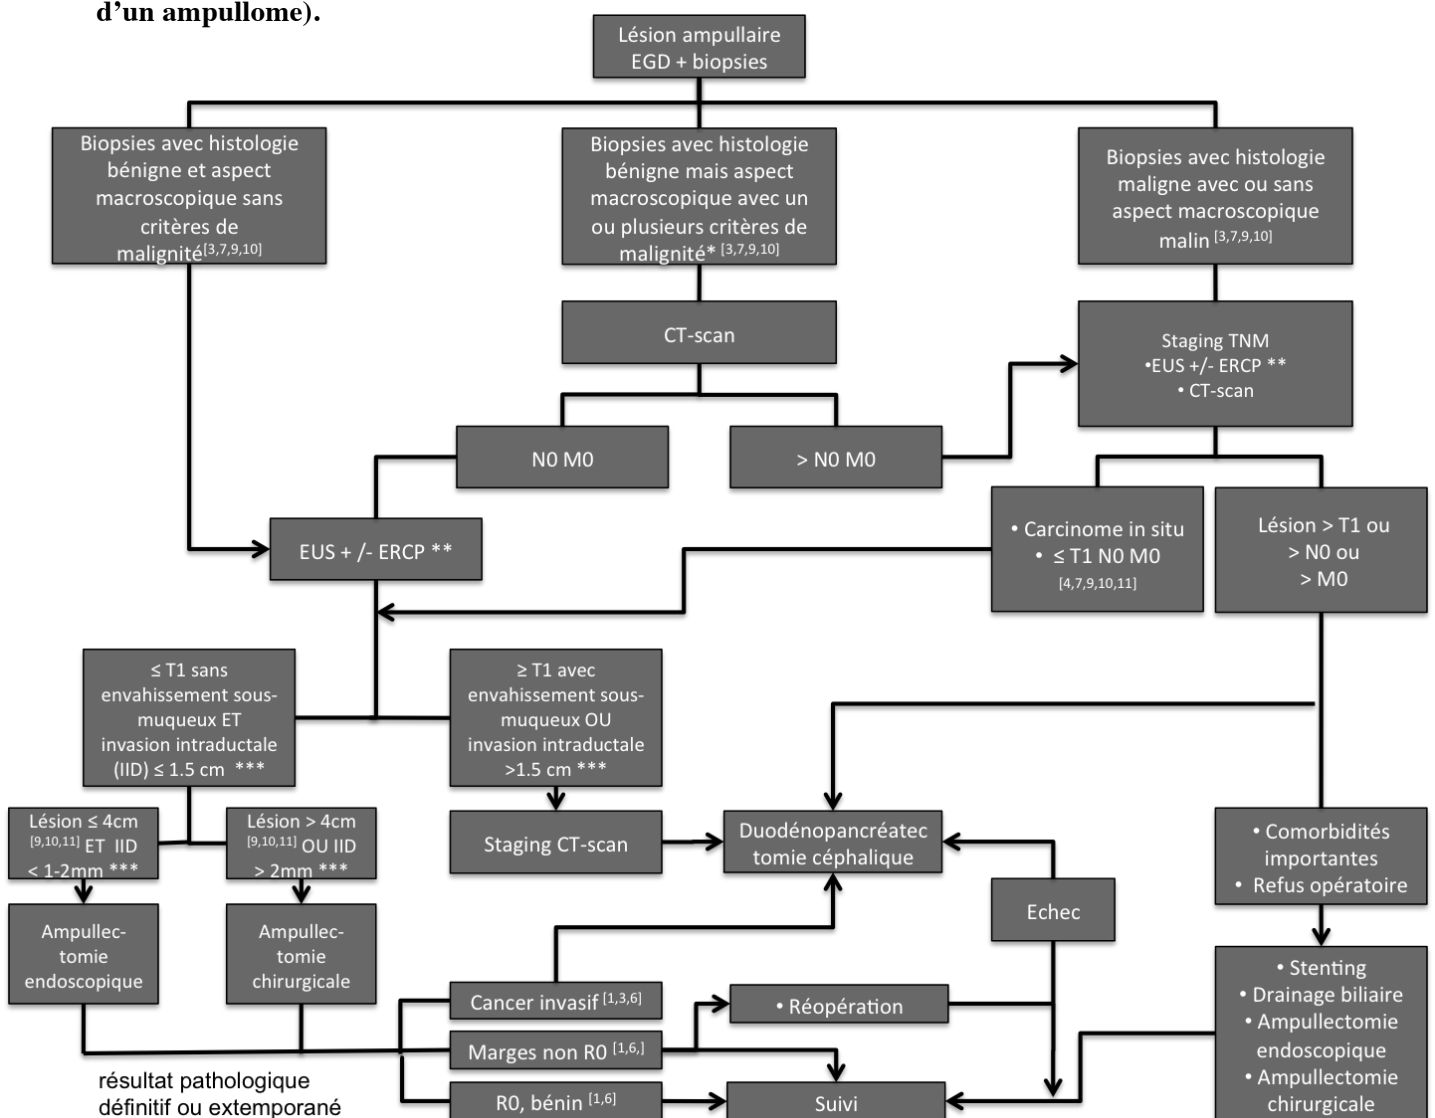 d’un ampullome).
Lésion ampullaire
EGD + biopsies
Biopsies avec histologie
bénigne et aspect
macroscopique sans
critères de
malignité[3,7,9,10]
Biopsies avec histologie
bénigne mais aspect
macroscopique avec un
ou plusieurs critères de
malignité* [3,7,9,10]
Biopsies avec histologie
maligne avec ou sans
aspect macroscopique
malin [3,7,9,10]
CT-scan
Staging TNM
•EUS +/- ERCP **
• CT-scan
N0 M0
> N0 M0
EUS + /- ERCP **
• Carcinome in situ
• ≤ T1 N0 M0
[4,7,9,10,11]
Lésion > T1 ou
> N0 ou
> M0
≤ T1 sans
envahissement sous-
muqueux ET
invasion intraductale
(IID) ≤ 1.5 cm ***
≥ T1 avec
envahissement sous-
muqueux OU
invasion intraductale
>1.5 cm ***
Lésion ≤ 4cm
[9,10,11] ET IID
< 1-2mm ***
Lésion > 4cm
[9,10,11] OU IID
> 2mm ***
Staging CT-scan
Duodénopancréatec
tomie céphalique
• Comorbidités
importantes
• Refus opératoire
Echec
Ampullec-
tomie
endoscopique
Ampullec-
tomie
chirurgicale
• Stenting
• Drainage biliaire
• Ampullectomie
endoscopique
• Ampullectomie
chirurgicale
Cancer invasif [1,3,6]
• Réopération
Marges non R0 [1,6,]
résultat pathologique
définitif ou extemporané
R0, bénin [1,6]
Suivi